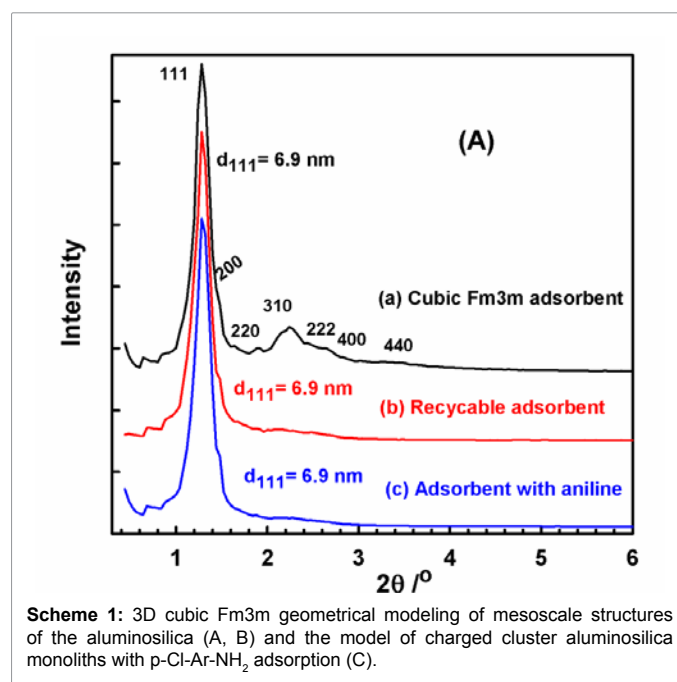 111
(A)
d111= 6.9 nm
200
(a) Cubic Fm3m adsorbent
310
222
220
400
440
d111= 6.9 nm
(b) Recycable adsorbent
d111= 6.9 nm
(c) Adsorbent with aniline
Intensity
1 2 3 4 5 6
2θ /º
Scheme 1: 3D cubic Fm3m geometrical modeling of mesoscale structures
of the aluminosilica (A, B) and the model of charged cluster aluminosilica
monoliths with p-Cl-Ar-NH2 adsorption (C).